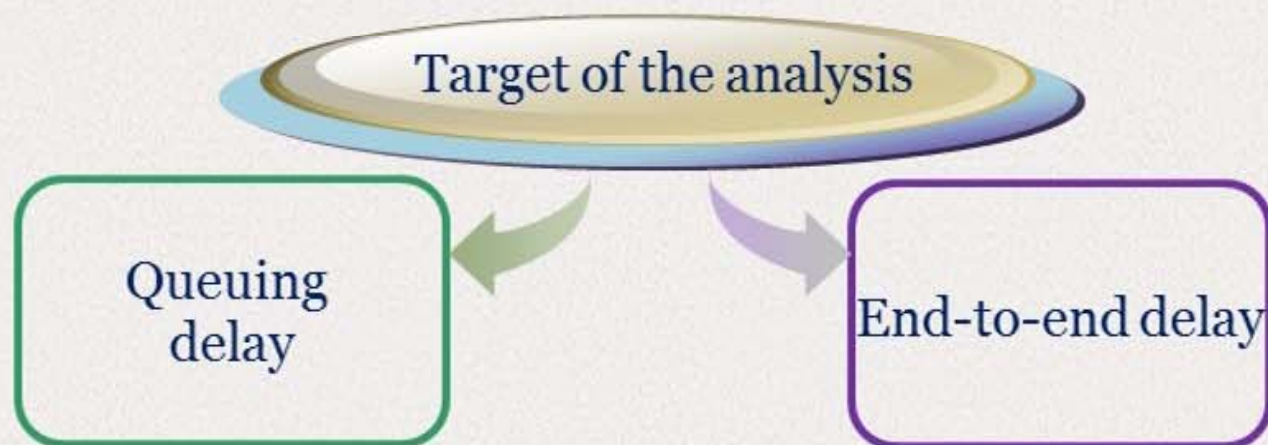 Target of the analysis
Queuing
delay
End-to-end delay